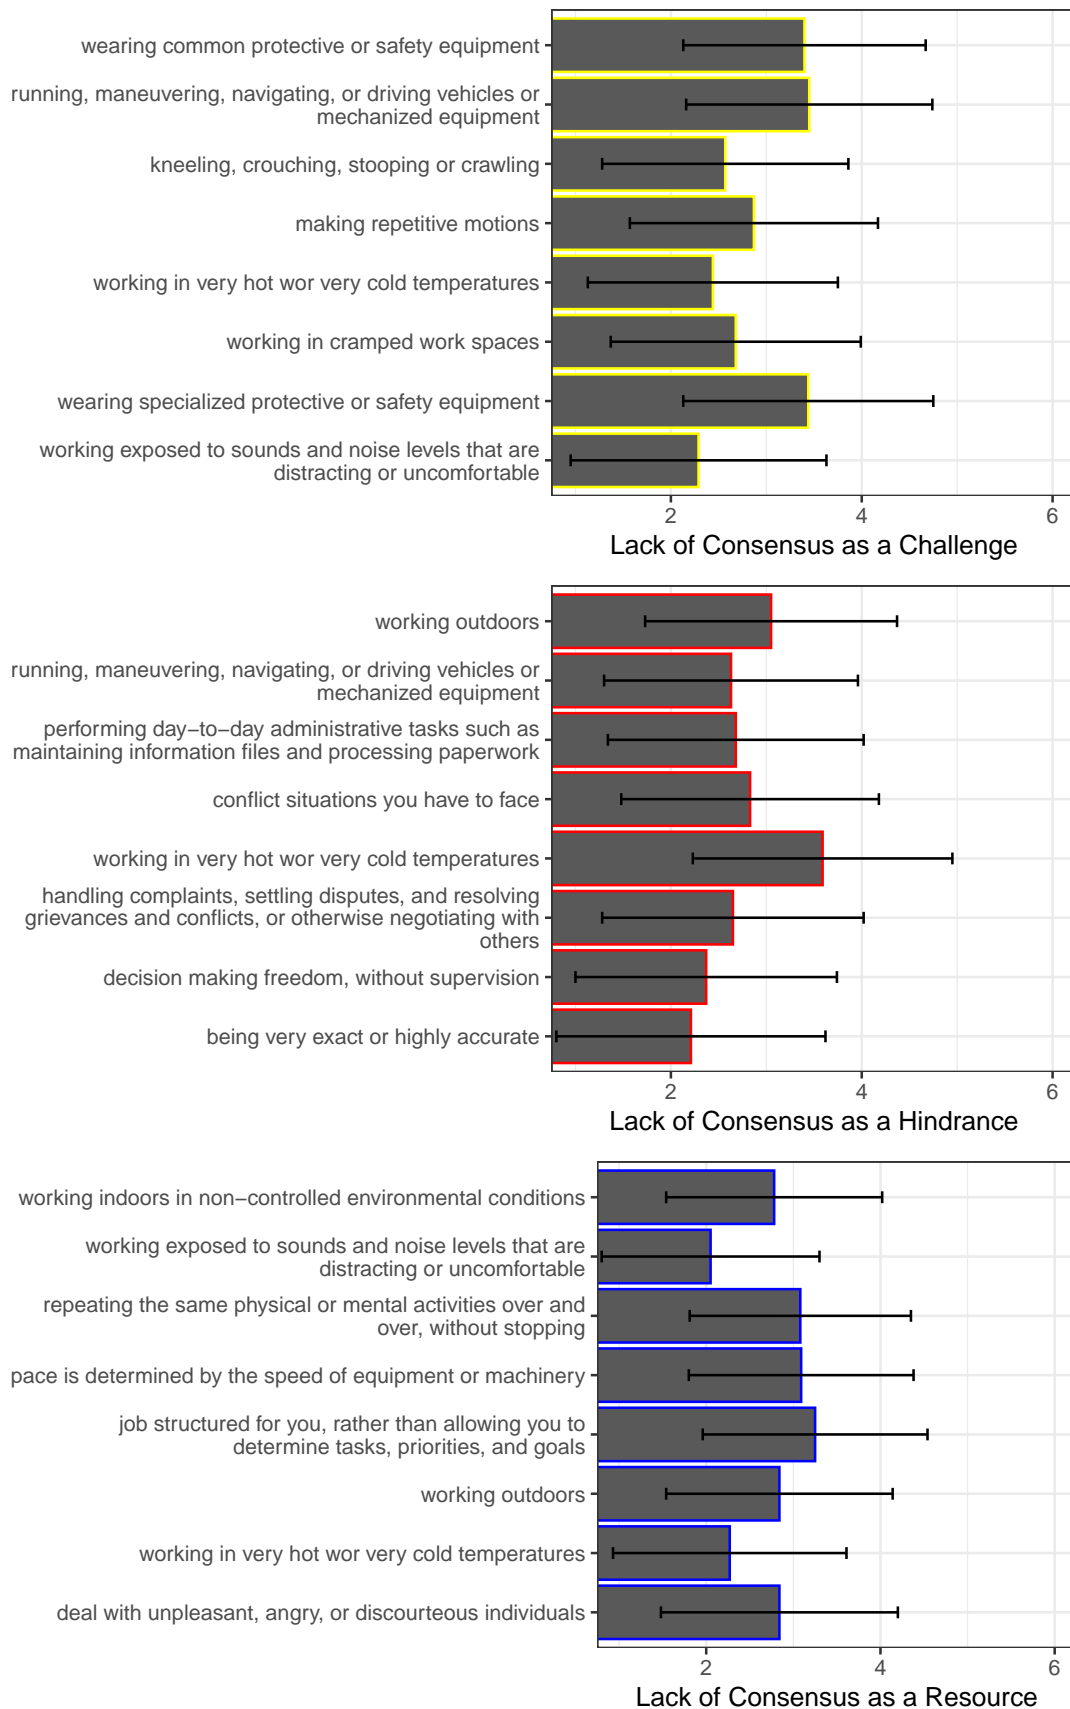 wearing common protective or safety equipment
running, maneuvering, navigating, or driving vehicles or
mechanized equipment
kneeling, crouching, stooping or crawling
making repetitive motions
working in very hot wor very cold temperatures
working in cramped work spaces
wearing specialized protective or safety equipment
working exposed to sounds and noise levels that are
distracting or uncomfortable
2 4 6
Lack of Consensus as a Challenge
working outdoors
running, maneuvering, navigating, or driving vehicles or
mechanized equipment
performing day−to−day administrative tasks such as
maintaining information files and processing paperwork
conflict situations you have to face
working in very hot wor very cold temperatures
handling complaints, settling disputes, and resolving
grievances and conflicts, or otherwise negotiating with
others
decision making freedom, without supervision
being very exact or highly accurate
2 4 6
Lack of Consensus as a Hindrance
working indoors in non−controlled environmental conditions
working exposed to sounds and noise levels that are
distracting or uncomfortable
repeating the same physical or mental activities over and
over, without stopping
pace is determined by the speed of equipment or machinery
job structured for you, rather than allowing you to
determine tasks, priorities, and goals
working outdoors
working in very hot wor very cold temperatures
deal with unpleasant, angry, or discourteous individuals
2 4 6
Lack of Consensus as a Resource